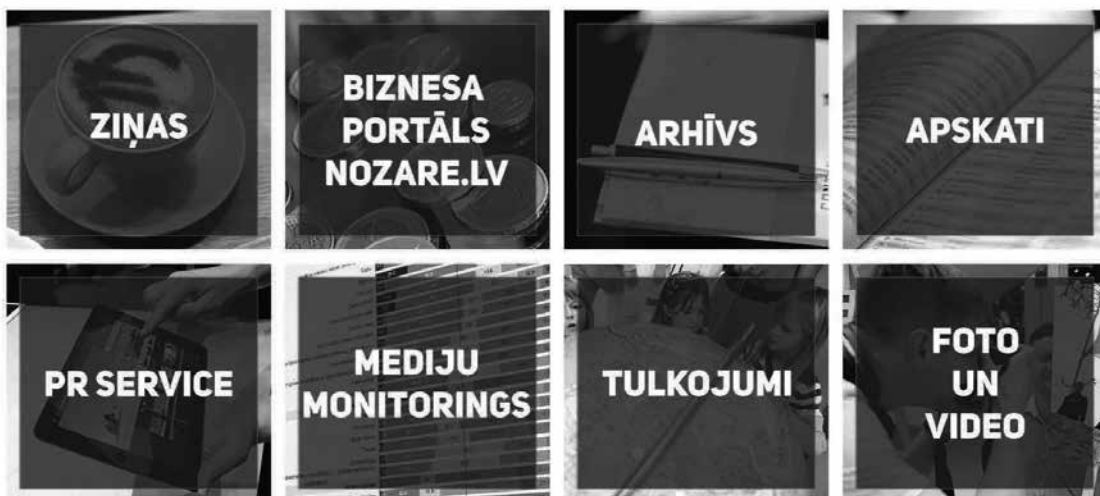 ZIŅAS
BIZNESA
PORTĀLS
NOZARE.LV
ARHĪVS
APSKATI
PR SERVICE
MEDIJU
MONITORINGS
TULKOJUMI
FOTO
UN
VIDEO